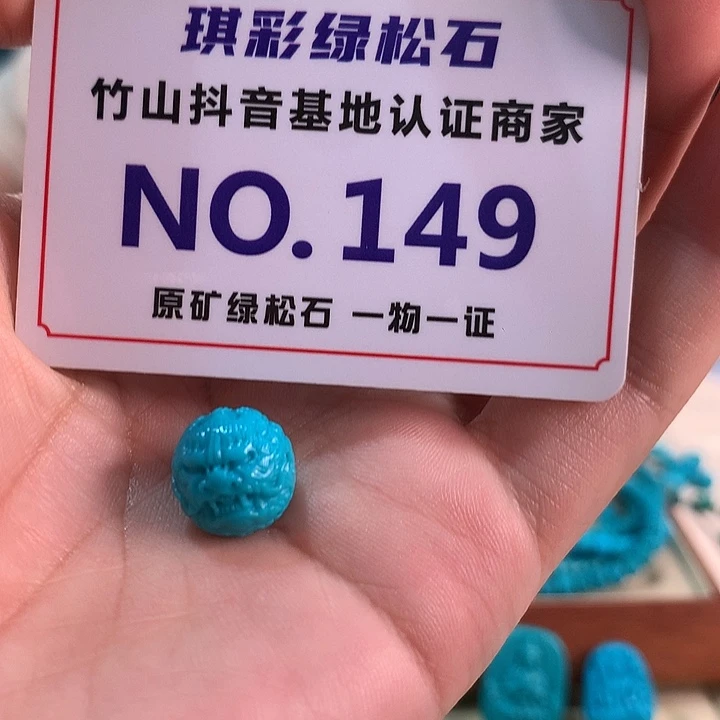 琪彩绿松石
竹山抖音基地认证商家
NO.149
原矿绿松石 一物一证